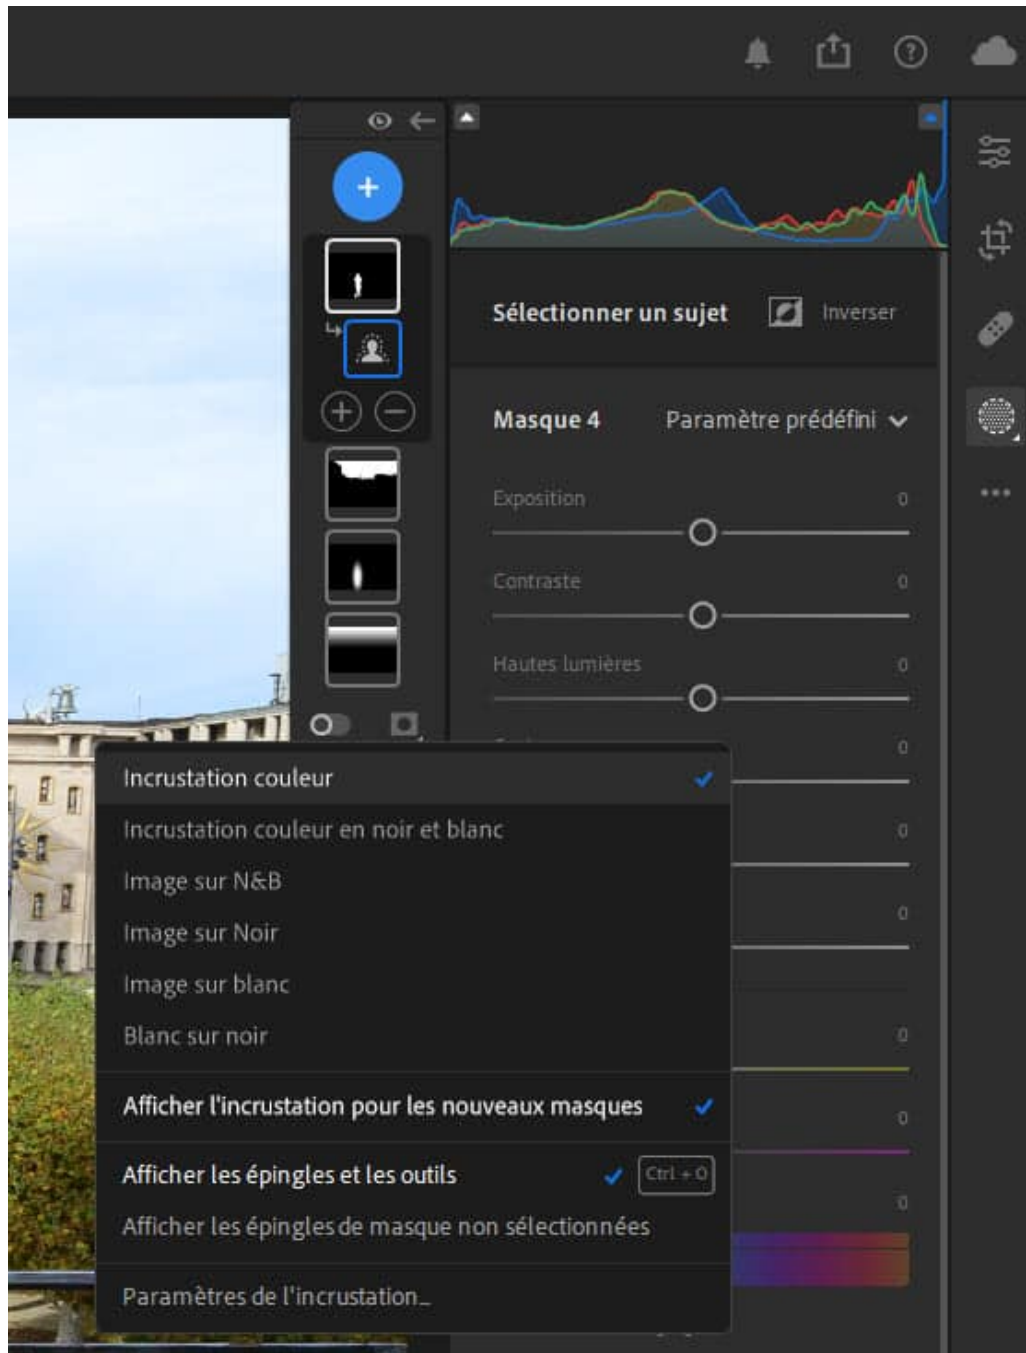 Sélectionner un sujet Inverser
Masque 4 Paramètre prédéfini
Exposition 0
Contraste 0
Hautes lumières 0
0
Incrustation couleur
Incrustation couleur en noir et blanc
0
Image sur N&B
Image sur Noir
0
Image sur blanc
Blanc sur noir
0
Afficher l'incrustation pour les nouveaux masques
0
Afficher les épingles et les outils Ctrl + O
Afficher les épingles de masque non sélectionnées
0
Paramètres de l'incrustation...